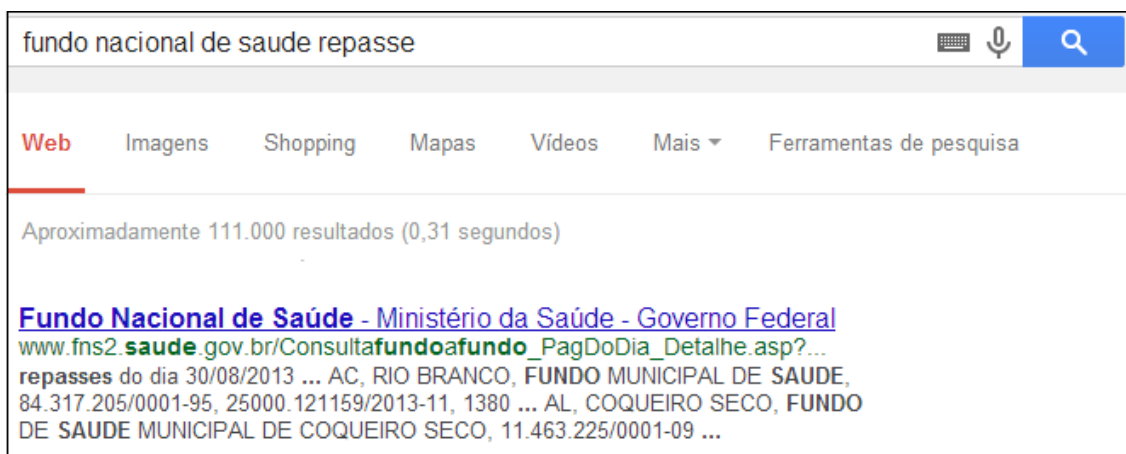 fundo nacional de saude repasse
Web Imagens Shopping Mapas Vídeos Mais Ferramentas de pesquisa
Aproximadamente 111.000 resultados (0,31 segundos)
Fundo Nacional de Saúde - Ministério da Saúde - Governo Federal
www.fns2.saude.gov.br/Consultafundoafundo_PagDoDia_Detalhe.asp?...
repasses do dia 30/08/2013 ... AC, RIO BRANCO, FUNDO MUNICIPAL DE SAUDE,
84.317.205/0001-95, 25000.121159/2013-11, 1380 ... AL, COQUEIRO SECO, FUNDO
DE SAUDE MUNICIPAL DE COQUEIRO SECO, 11.463.225/0001-09 ...